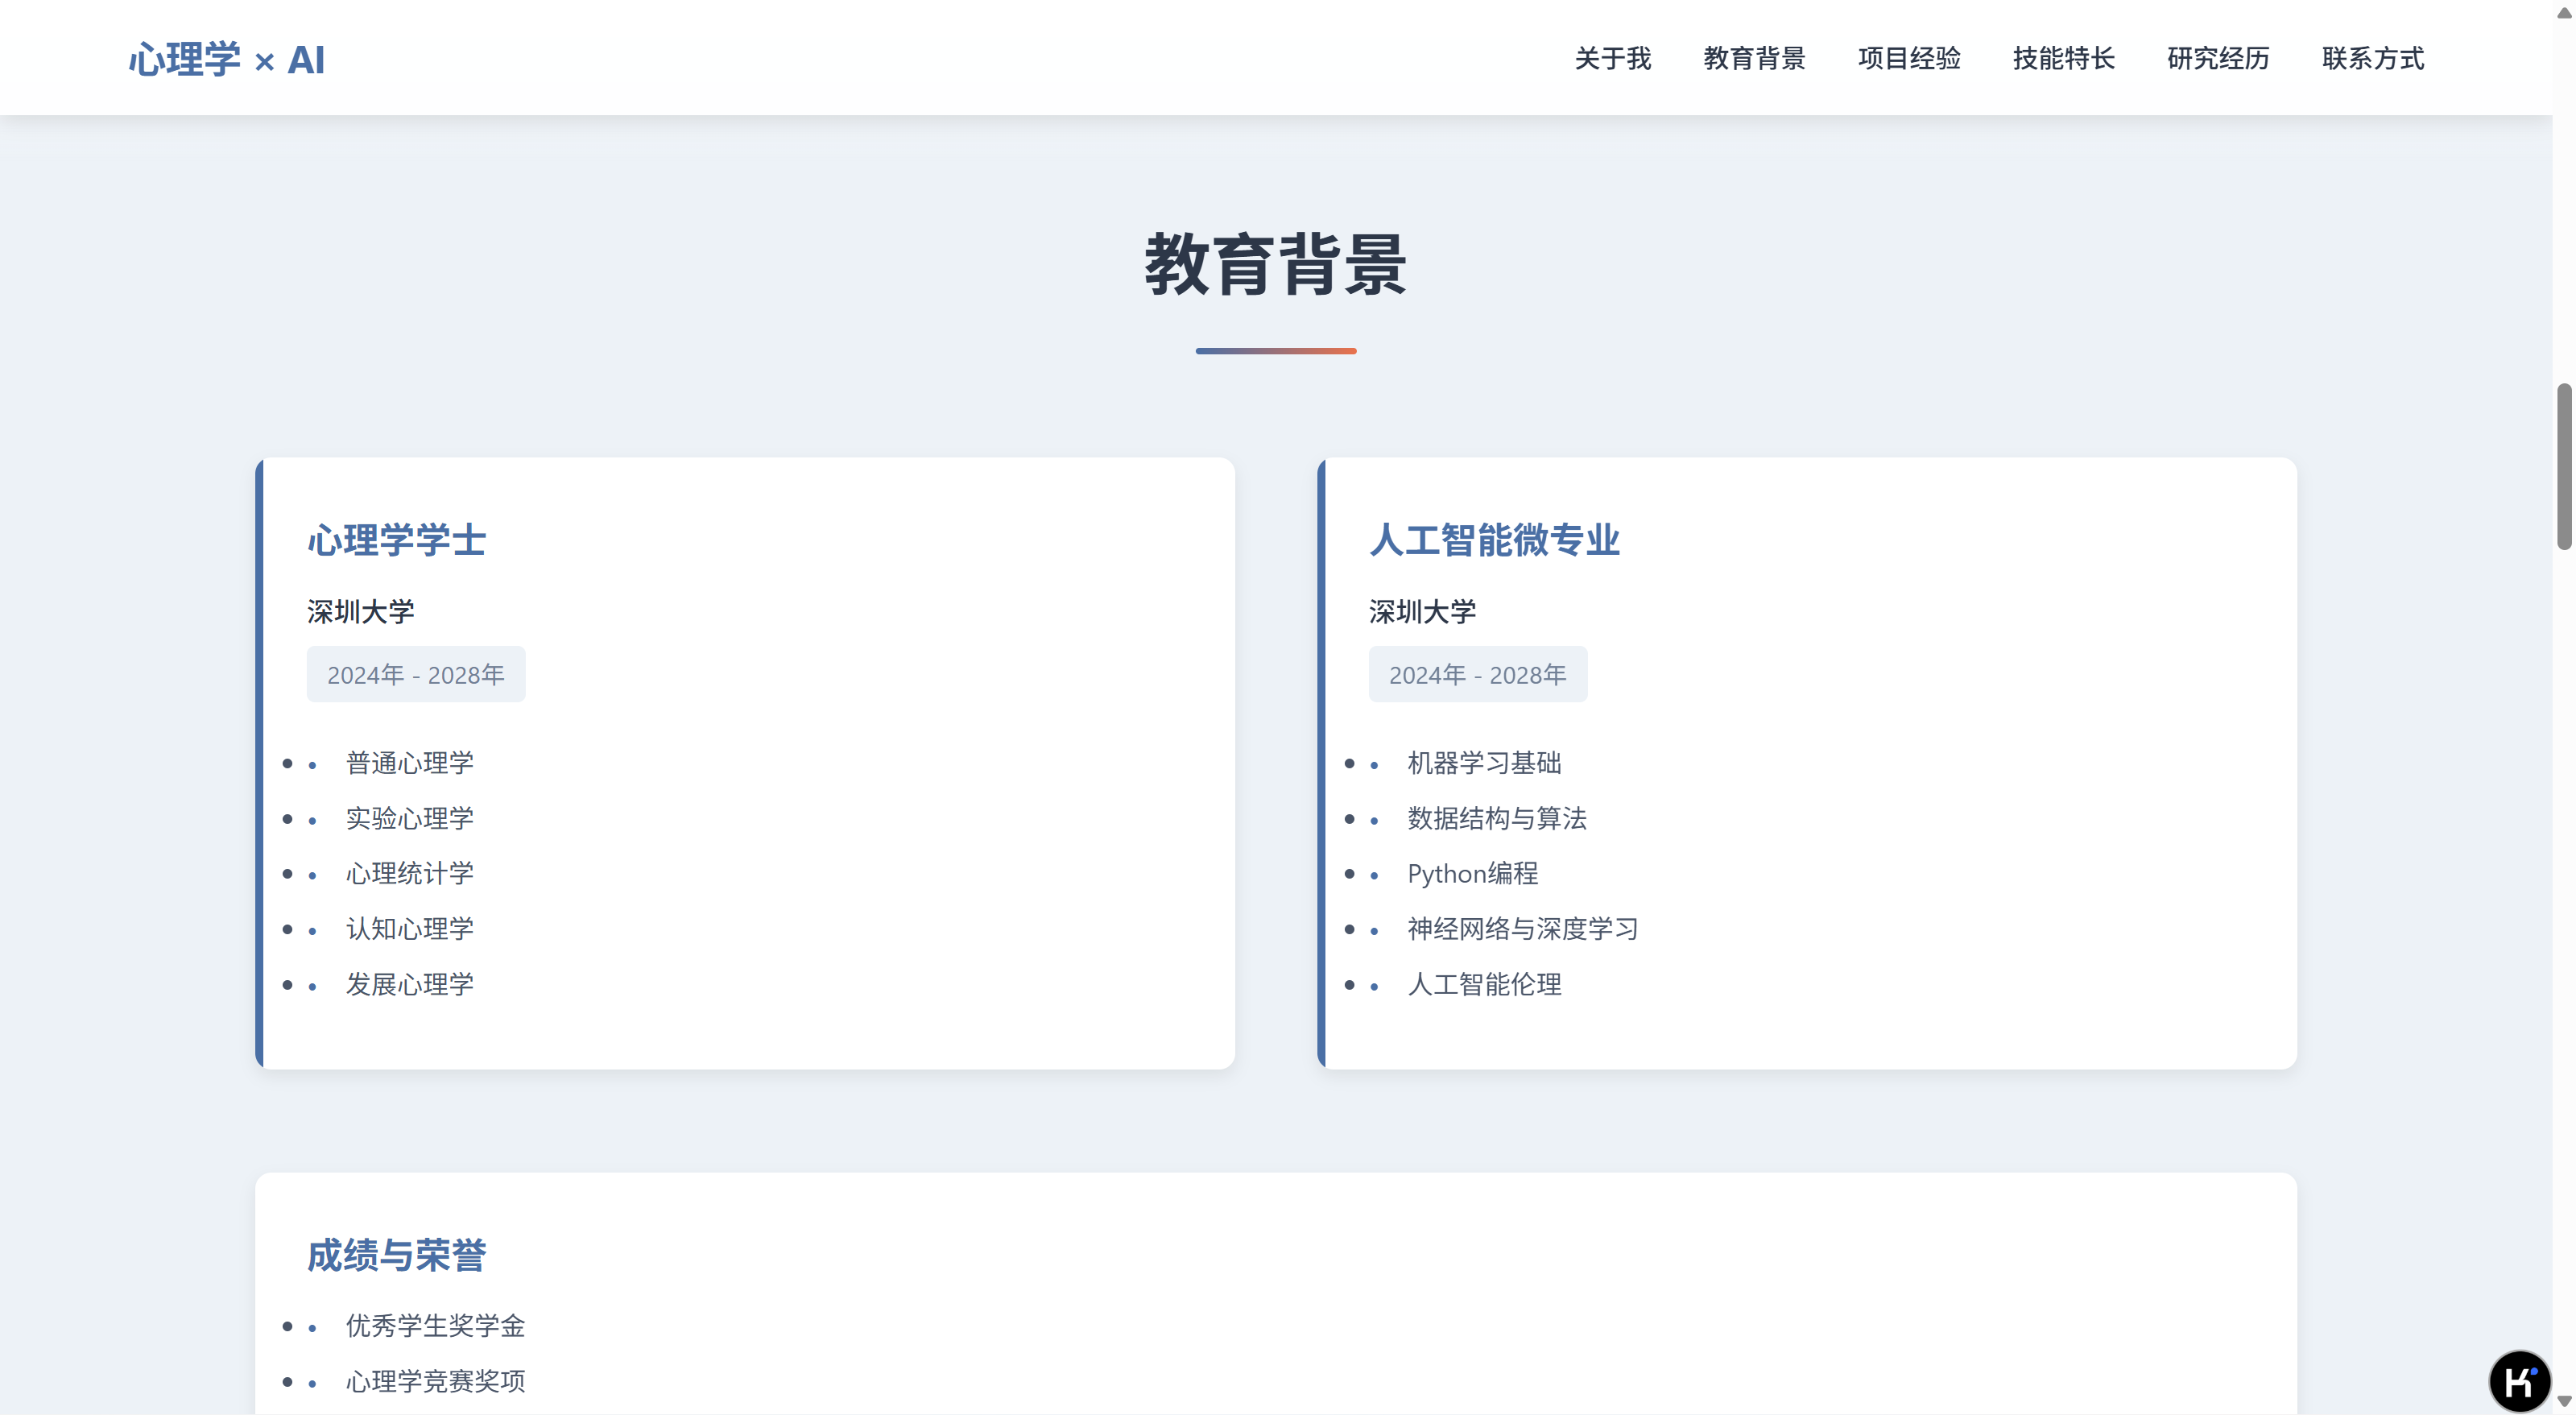 心理学 × AI
关于我 教育背景 项目经验 技能特长 研究经历 联系方式
教育背景
心理学学士
深圳大学
2024年 - 2028年
• • 普通心理学
• • 实验心理学
• • 心理统计学
• • 认知心理学
• • 发展心理学
人工智能微专业
深圳大学
2024年 - 2028年
• • 机器学习基础
• • 数据结构与算法
• • Python编程
• • 神经网络与深度学习
• • 人工智能伦理
成绩与荣誉
• • 优秀学生奖学金
• • 心理学竞赛奖项
K